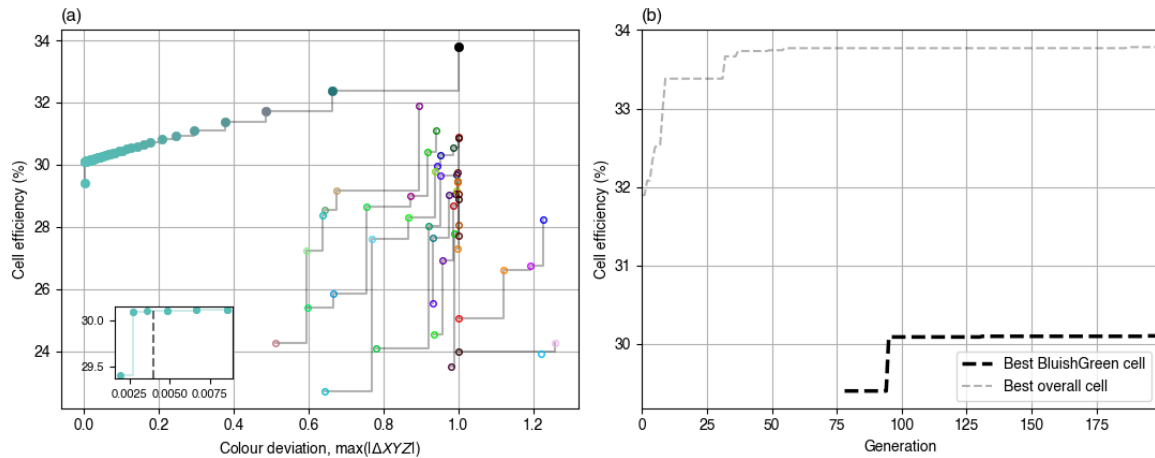 (a)
34
32
30
28
26
24
Cell efficiency (%)
30.0
29.5
0.0025 0.0050 0.0075
0.0 0.2 0.4 0.6 0.8 1.0 1.2
Colour deviation, max(|ΔXYZ|)
(b)
34
33
32
31
30
Cell efficiency (%)
Best BluishGreen cell
Best overall cell
0 25 50 75 100 125 150 175
Generation